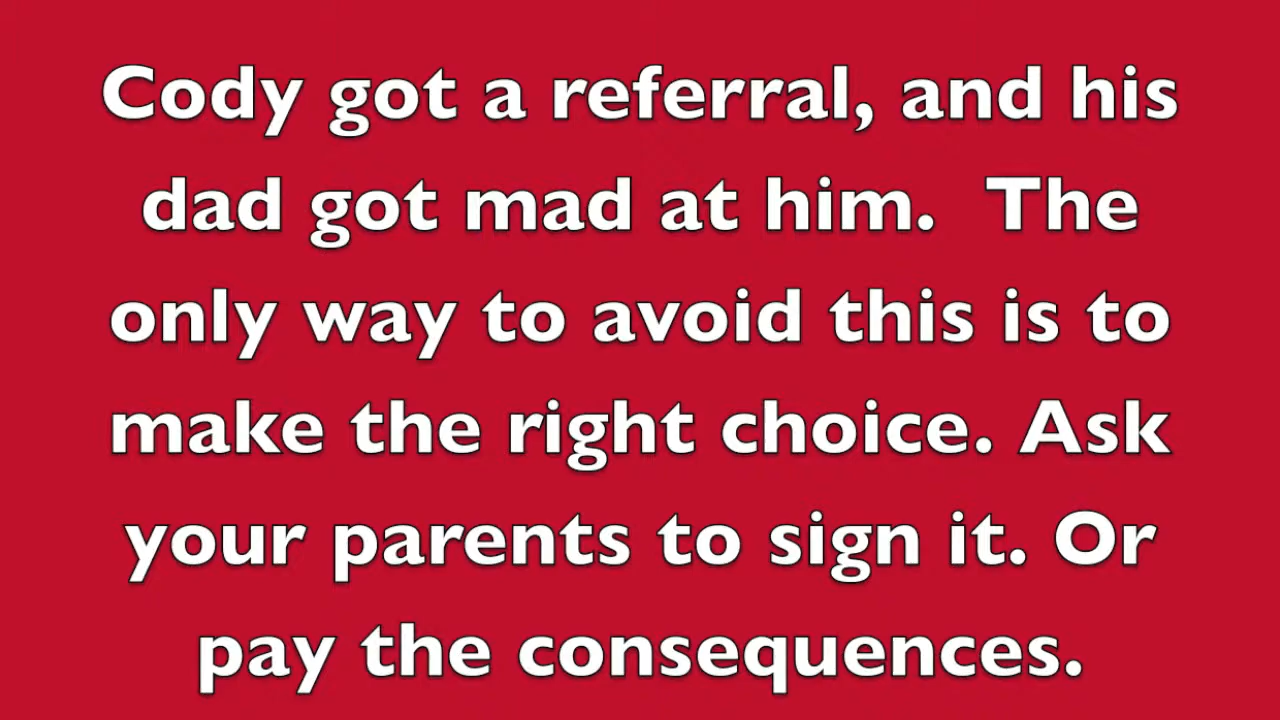 Cody got a referral, and his
dad got mad at him.  The
only way to avoid this is to
make the right choice. Ask
your parents to sign it. Or
pay the consequences.